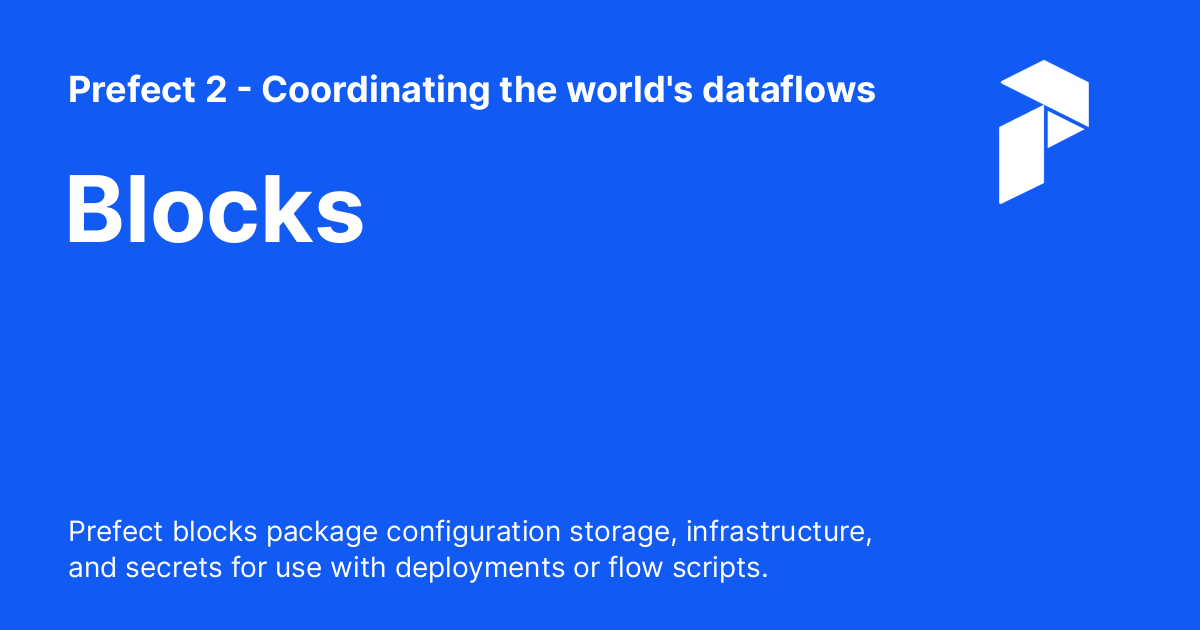 Prefect 2 - Coordinating the world's dataflows
Blocks
Prefect blocks package configuration storage, infrastructure,
and secrets for use with deployments or flow scripts.